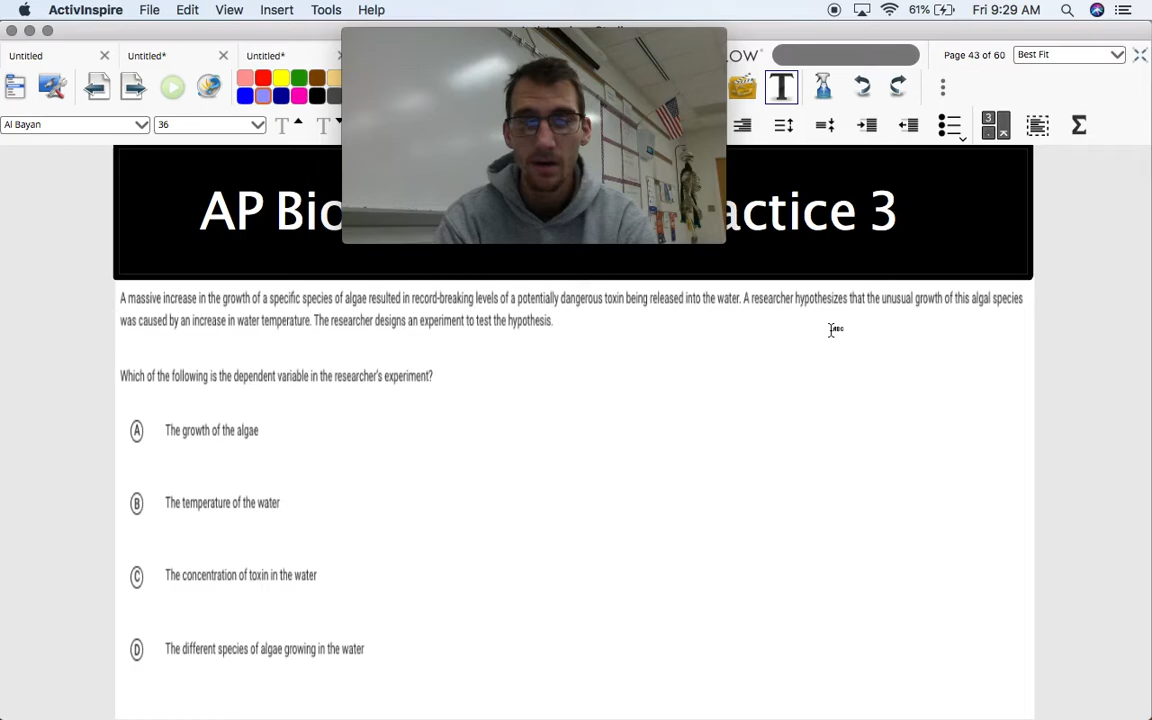 ActivInspire File Edit View Insert Tools Help 61% Fri 9:29 AM
Untitled Untitled* Untitled* Page 43 of 60 Best Fit
Al Bayan 36
AP Bio ractice 3
A massive increase in the growth of a specific species of algae resulted in record-breaking levels of a potentially dangerous toxin being released into the water. A researcher hypothesizes that the unusual growth of this algal species
was caused by an increase in water temperature. The researcher designs an experiment to test the hypothesis.
Which of the following is the dependent variable in the researcher's experiment?
A The growth of the algae
B The temperature of the water
C The concentration of toxin in the water
D The different species of algae growing in the water